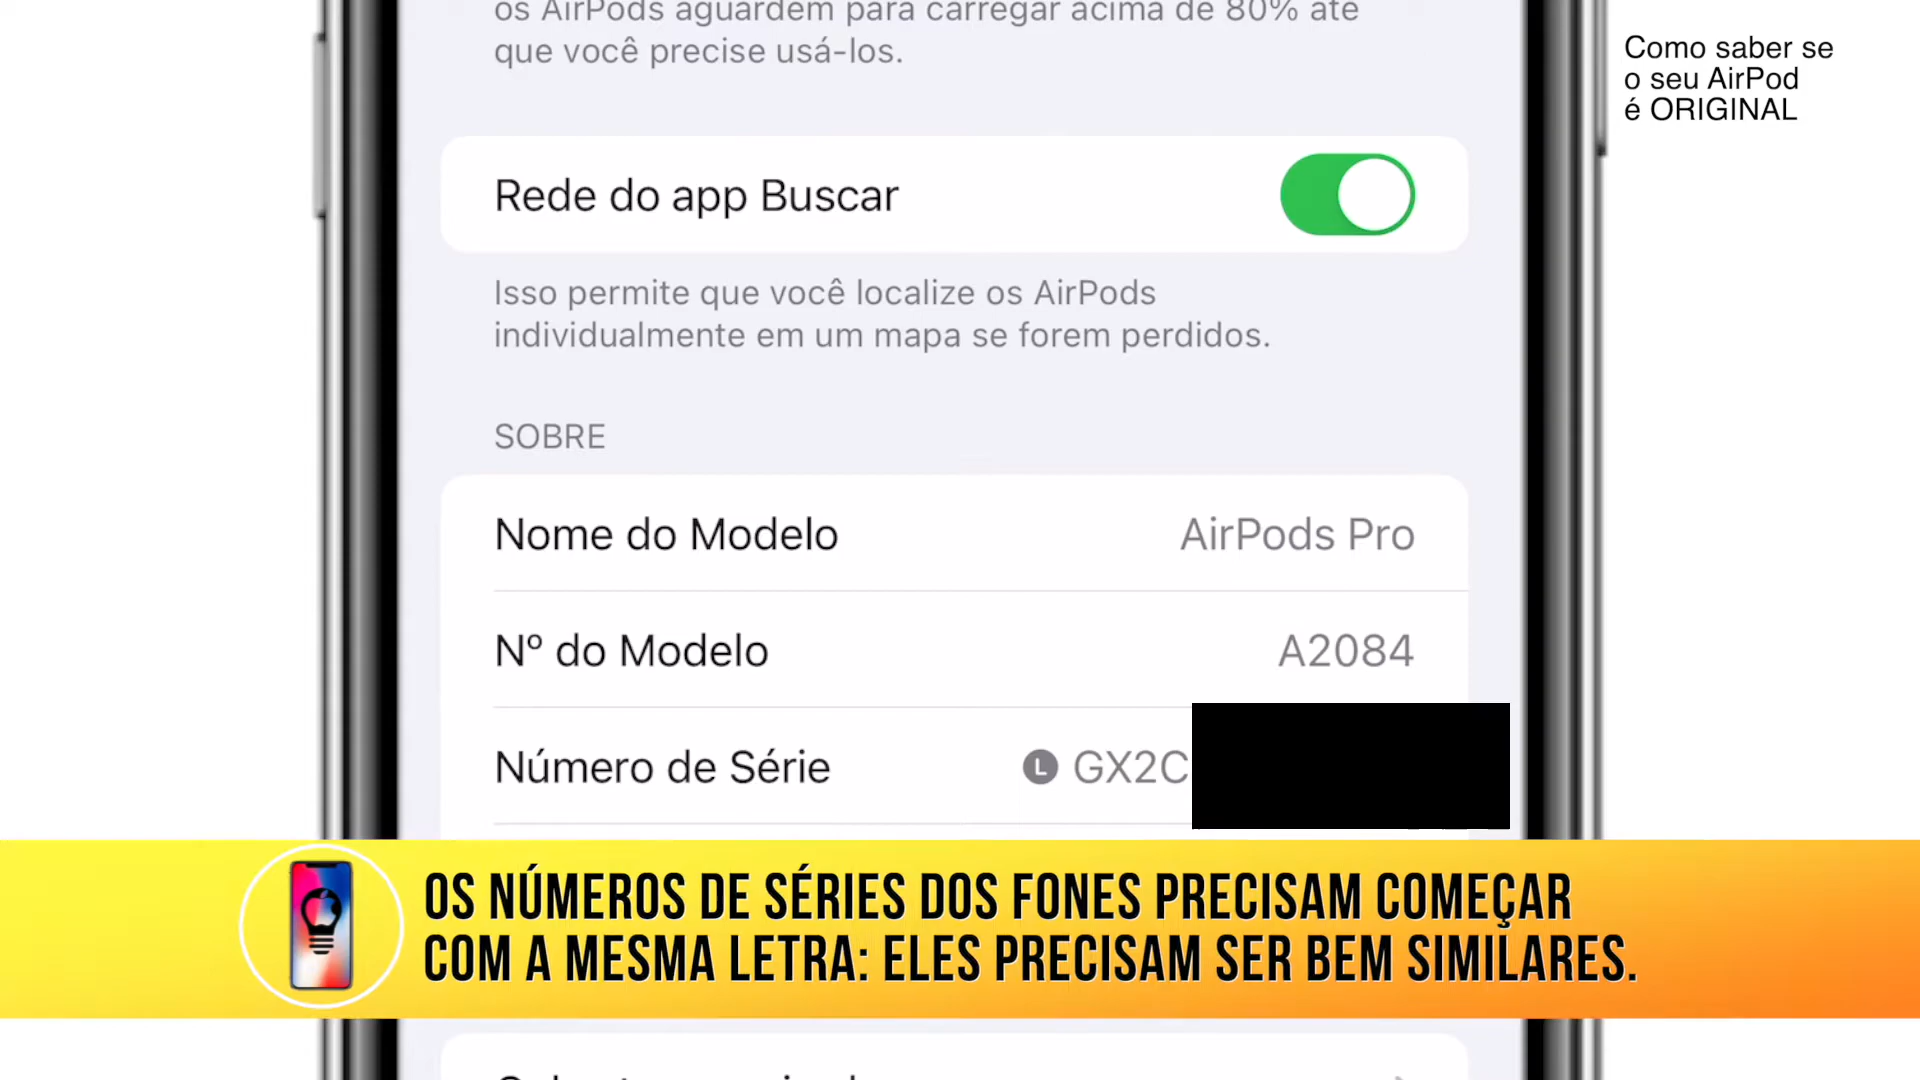 os AirPods aguardem para carregar acima de 80% até
que você precise usá-los.
Como saber se
o seu AirPod
é ORIGINAL
Rede do app Buscar
Isso permite que você localize os AirPods
individualmente em um mapa se forem perdidos.
SOBRE
Nome do Modelo AirPods Pro
Nº do Modelo A2084
Número de Série L GX2C
OS NÚMEROS DE SÉRIES DOS FONES PRECISAM COMEÇAR
COM A MESMA LETRA: ELES PRECISAM SER BEM SIMILARES.